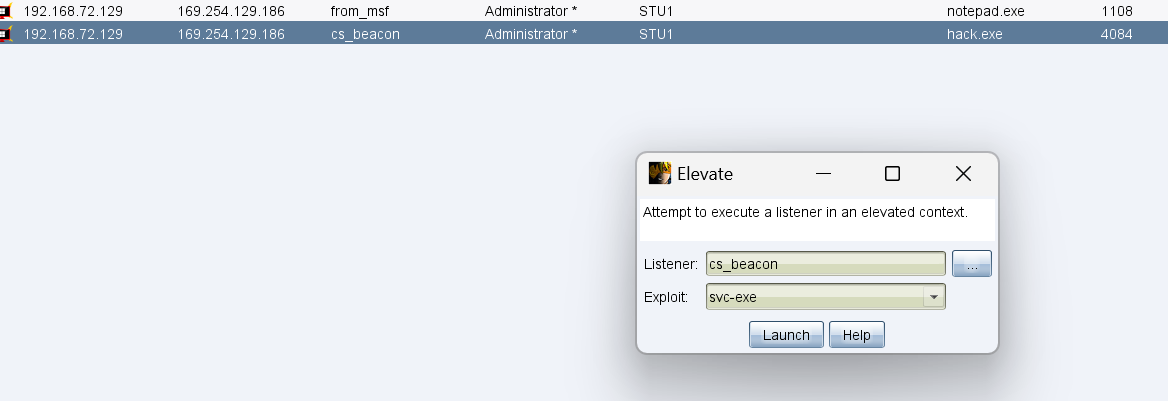 192.168.72.129 169.254.129.186 from_msf Administrator * STU1 notepad.exe 1108
192.168.72.129 169.254.129.186 cs_beacon Administrator * STU1 hack.exe 4084
Elevate
Attempt to execute a listener in an elevated context.
Listener: cs_beacon ...
Exploit: svc-exe
Launch Help